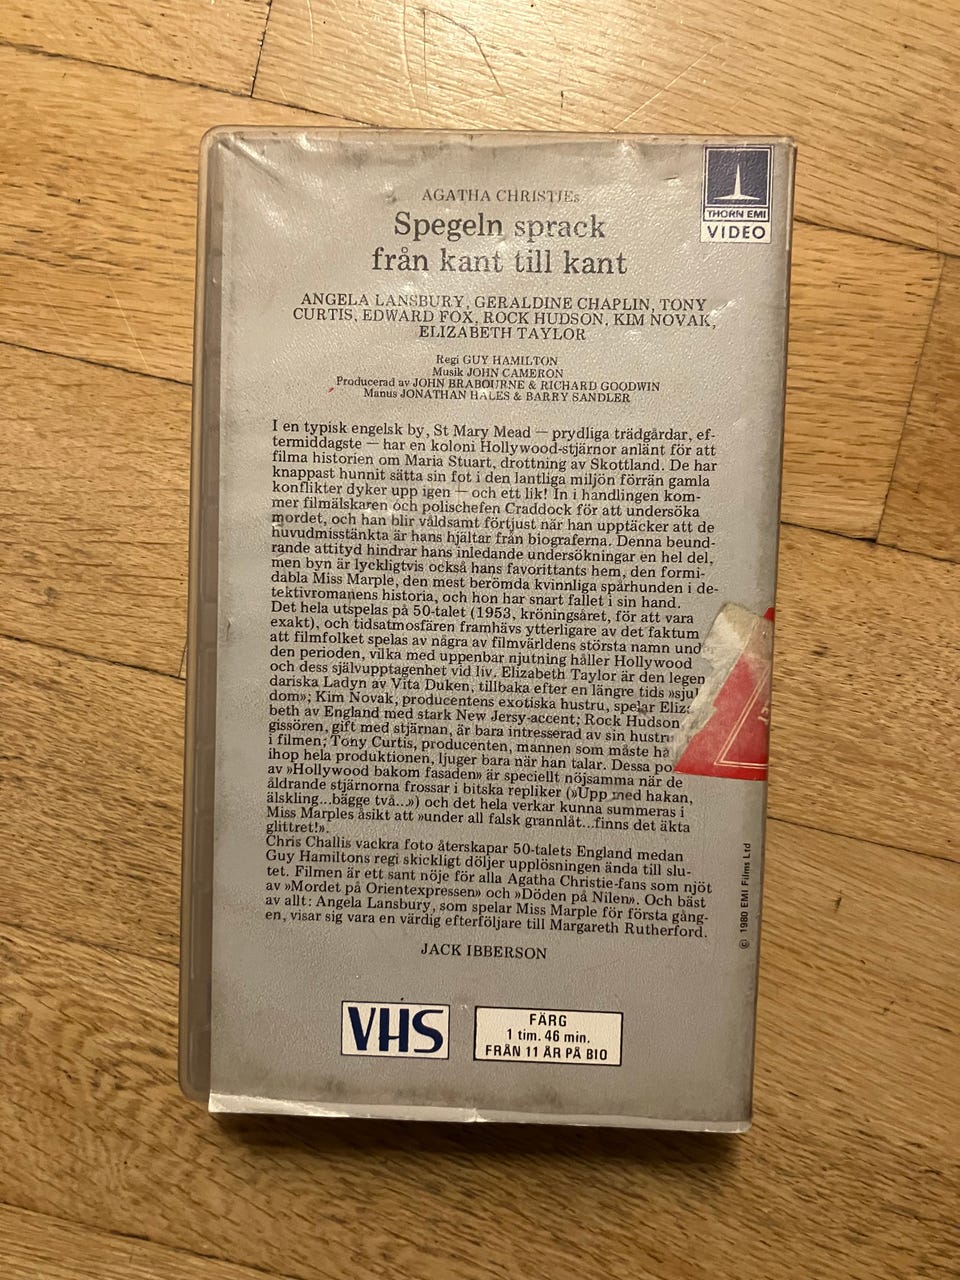 THORN EMI
VIDEO
AGATHA CHRISTIEs
Spegeln sprack
från kant till kant
ANGELA LANSBURY, GERALDINE CHAPLIN, TONY
CURTIS, EDWARD FOX, ROCK HUDSON, KIM NOVAK,
ELIZABETH TAYLOR
Regi GUY HAMILTON
Musik JOHN CAMERON
Producerad av JOHN BRABOURNE & RICHARD GOODWIN
Manus JONATHAN HALES & BARRY SANDLER
I en typisk engelsk by, St Mary Mead — prydliga trädgårdar, ef-
termiddagste — har en koloni Hollywood-stjärnor anlänt för att
filma historien om Maria Stuart, drottning av Skottland. De har
knappast hunnit sätta sin fot i den lantliga miljön förrän gamla
konflikter dyker upp igen — och ett lik! In i handlingen kom-
mer filmälskaren och polischefen Craddock för att undersöka
mordet, och han blir våldsamt förtjust när han upptäcker att de
huvudmisstänkta är hans hjältar från biograferna. Denna beund-
rande attityd hindrar hans inledande undersökningar en hel del,
men byn är lyckligtvis också hans favorittants hem, den formi-
dabla Miss Marple, den mest berömda kvinnliga spårhunden i de-
tektivromanens historia, och hon har snart fallet i sin hand.
Det hela utspelas på 50-talet (1953, kröningsåret, för att vara
exakt), och tidsatmosfären framhävs ytterligare av det faktum
att filmfolket spelas av några av filmvärldens största namn und
den perioden, vilka med uppenbar njutning håller Hollywood
och dess självupptagenhet vid liv. Elizabeth Taylor är den legen
dariska Ladyn av Vita Duken, tillbaka efter en längre tids »sjul
dom»; Kim Novak, producentens exotiska hustru, spelar Eliz
beth av England med stark New Jersy-accent; Rock Hudson
gissören, gift med stjärnan, är bara intresserad av sin hustru
i filmen; Tony Curtis, producenten, mannen som måste ha
ihop hela produktionen, ljuger bara när han talar. Dessa po
av »Hollywood bakom fasaden» är speciellt nöjsamma när de
åldrande stjärnorna frossar i bitska repliker (»Upp med hakan,
älskling...bägge två...») och det hela verkar kunna summeras i
Miss Marples åsikt att »under all falsk grannlåt...finns det äkta
glittret!».
Chris Challis vackra foto återskapar 50-talets England medan
Guy Hamiltons regi skickligt döljer upplösningen ända till slu-
tet. Filmen är ett sant nöje för alla Agatha Christie-fans som njöt
av »Mordet på Orientexpressen» och »Döden på Nilen». Och bäst
av allt: Angela Lansbury, som spelar Miss Marple för första gång-
en, visar sig vara en värdig efterföljare till Margareth Rutherford.
JACK IBBERSON
© 1980 EMI Films Ltd
VHS
FÄRG
1 tim. 46 min.
FRÅN 11 ÅR PÅ BIO